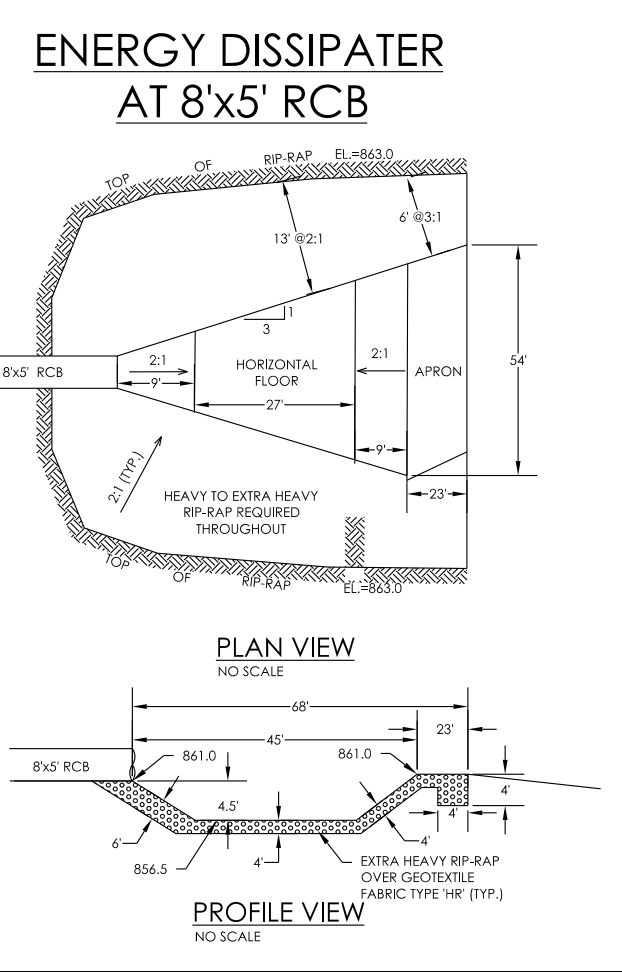 ENERGY DISSIPATER
AT 8'x5' RCB
TOP
OF
RIP-RAP
EL.=863.0
13' @2:1
6' @3:1
1
3
8'x5' RCB
2:1
9'
HORIZONTAL
FLOOR
2:1
APRON
54'
27'
9'
23'
2:1 (TYP.)
HEAVY TO EXTRA HEAVY
RIP-RAP REQUIRED
THROUGHOUT
TOP
OF
RIP-RAP
EL.=863.0
PLAN VIEW
NO SCALE
68'
23'
45'
8'x5' RCB
861.0
861.0
4.5'
4'
4'
6'
856.5
4'
4'
EXTRA HEAVY RIP-RAP
OVER GEOTEXTILE
FABRIC TYPE 'HR' (TYP.)
PROFILE VIEW
NO SCALE